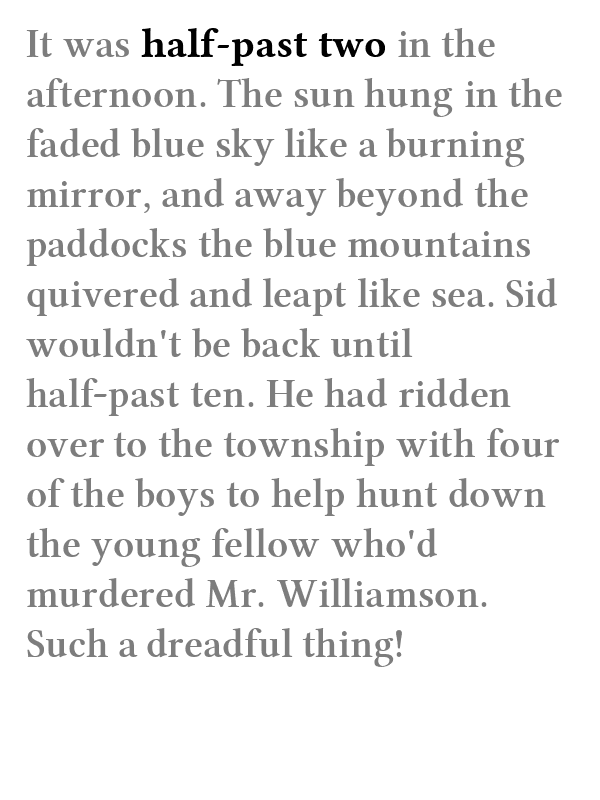 It was half-past two in the
afternoon. The sun hung in the
faded blue sky like a burning
mirror, and away beyond the
paddocks the blue mountains
quivered and leapt like sea. Sid
wouldn't be back until
half-past ten. He had ridden
over to the township with four
of the boys to help hunt down
the young fellow who'd
murdered Mr. Williamson.
Such a dreadful thing!